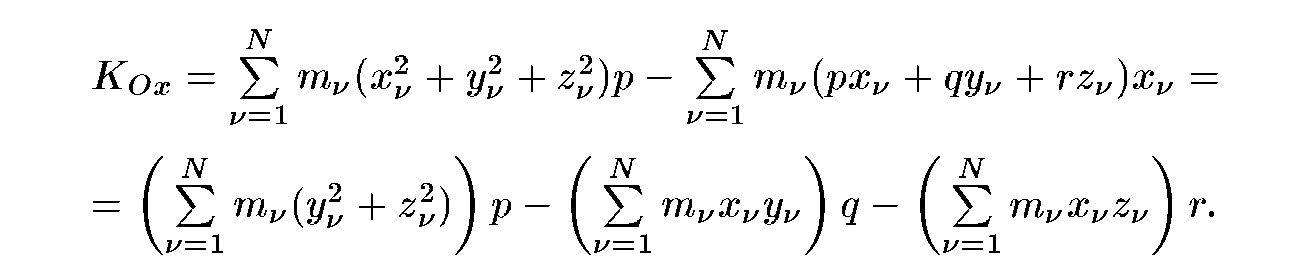 $K_{Ox} = \sum_{\nu=1}^{N} m_\nu (x_\nu^2 + y_\nu^2 + z_\nu^2) p - \sum_{\nu=1}^{N} m_\nu (p x_\nu + q y_\nu + r z_\nu) x_\nu =$
$= \left( \sum_{\nu=1}^{N} m_\nu (y_\nu^2 + z_\nu^2) \right) p - \left( \sum_{\nu=1}^{N} m_\nu x_\nu y_\nu \right) q - \left( \sum_{\nu=1}^{N} m_\nu x_\nu z_\nu \right) r.$